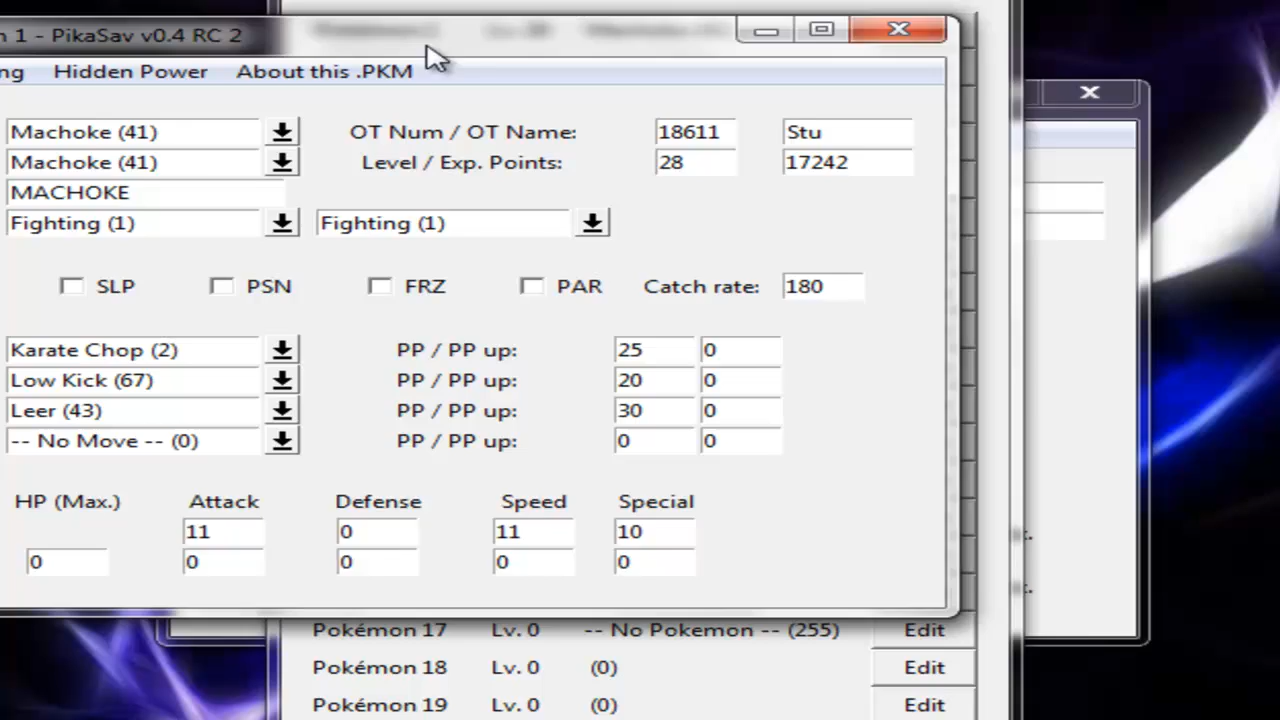 n 1 - PikaSav v0.4 RC 2
ng Hidden Power About this .PKM
Machoke (41) OT Num / OT Name: 18611 Stu
Machoke (41) Level / Exp. Points: 28 17242
MACHOKE
Fighting (1) Fighting (1)
SLP PSN FRZ PAR Catch rate: 180
Karate Chop (2) PP / PP up: 25 0
Low Kick (67) PP / PP up: 20 0
Leer (43) PP / PP up: 30 0
-- No Move -- (0) PP / PP up: 0 0
HP (Max.) Attack Defense Speed Special
11 0 11 10
0 0 0 0 0
Pokémon 17 Lv. 0 -- No Pokemon -- (255) Edit
Pokémon 18 Lv. 0 (0) Edit
Pokémon 19 Lv. 0 (0) Edit